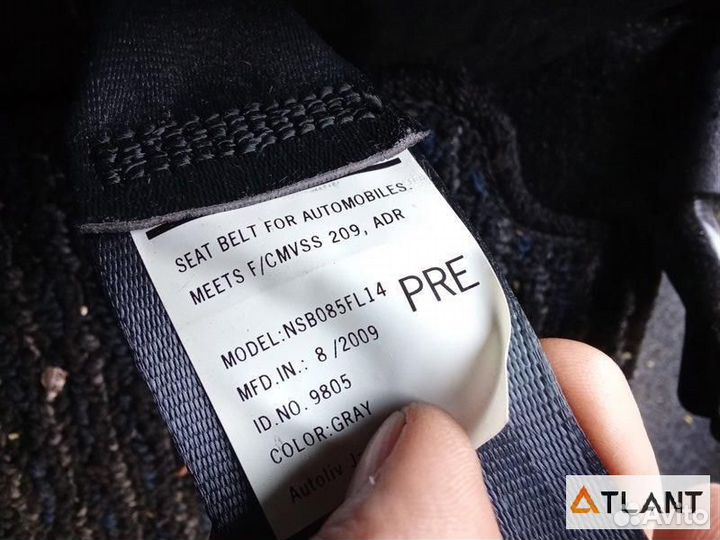 SEAT BELT FOR AUTOMOBILES.
MEETS F/CMVSS 209, ADR
MODEL:NSB085FL14
PRE
MFD.IN.: 8/2009
ID.NO. 9805
COLOR:GRAY
Autoliv
ATLANT
Avito